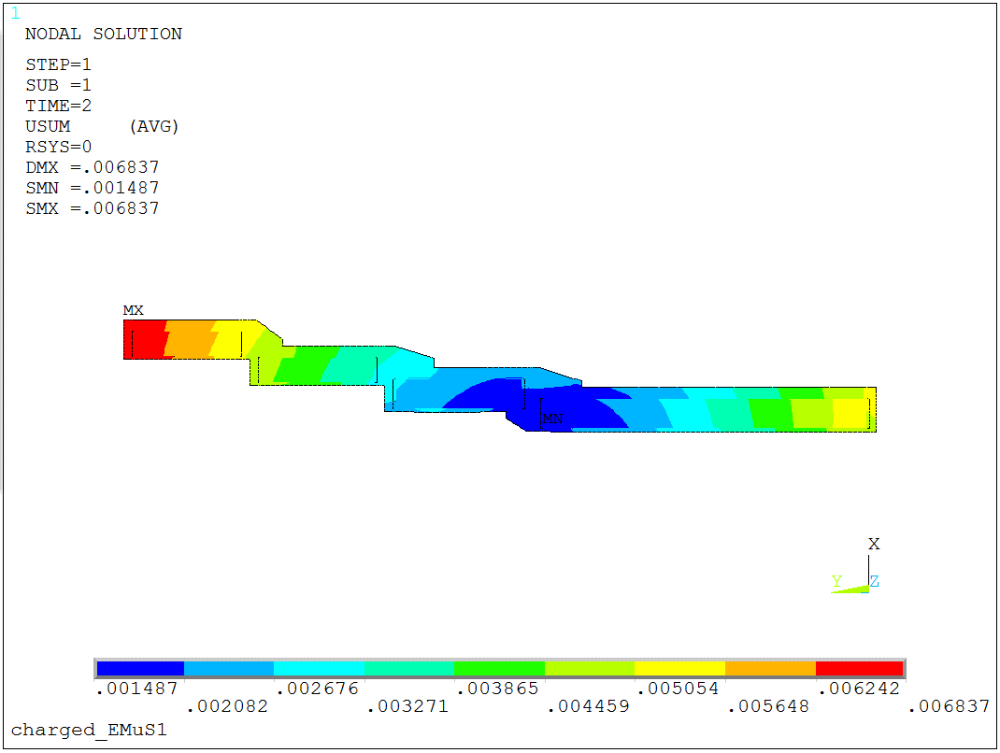 1
NODAL SOLUTION
STEP=1
SUB =1
TIME=2
USUM (AVG)
RSYS=0
DMX =.006837
SMN =.001487
SMX =.006837
MX
MN
X
Y Z
.001487 .002676 .003865 .005054 .006242
.002082 .003271 .004459 .005648 .006837
charged_EMuS1